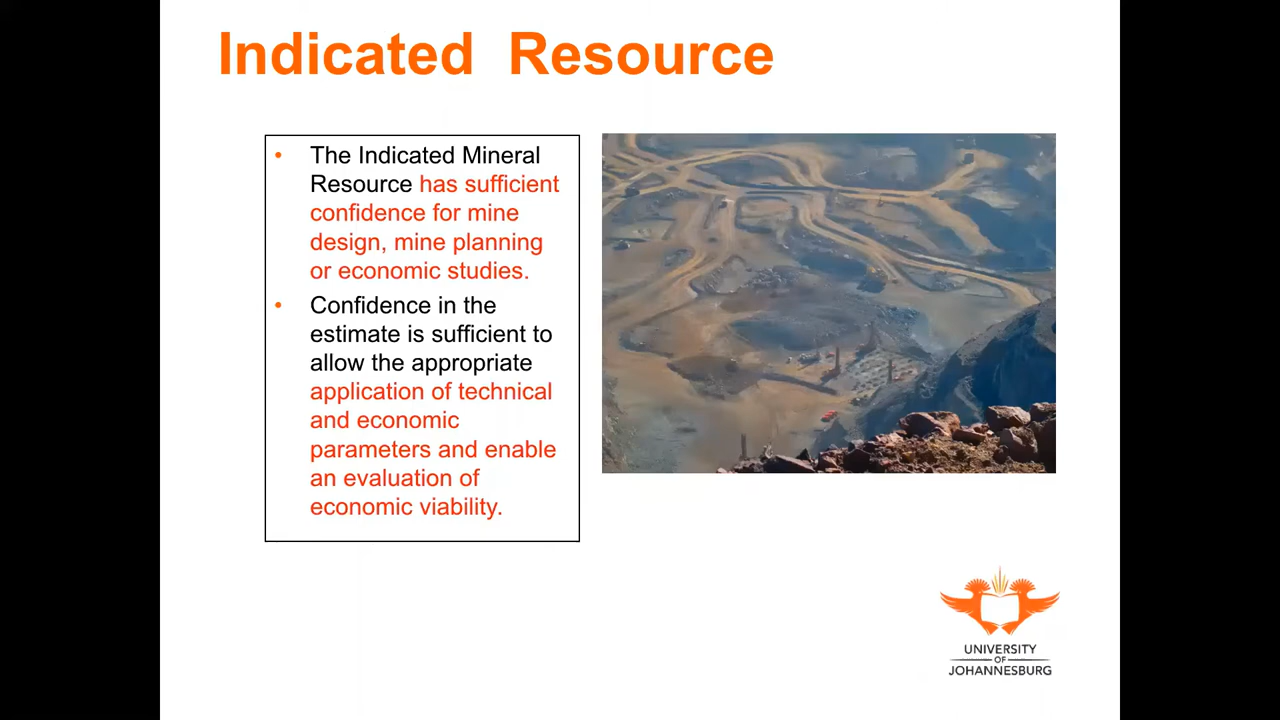 Indicated Resource
• The Indicated Mineral
Resource has sufficient
confidence for mine
design, mine planning
or economic studies.
• Confidence in the
estimate is sufficient to
allow the appropriate
application of technical
and economic
parameters and enable
an evaluation of
economic viability.
UNIVERSITY
OF
JOHANNESBURG